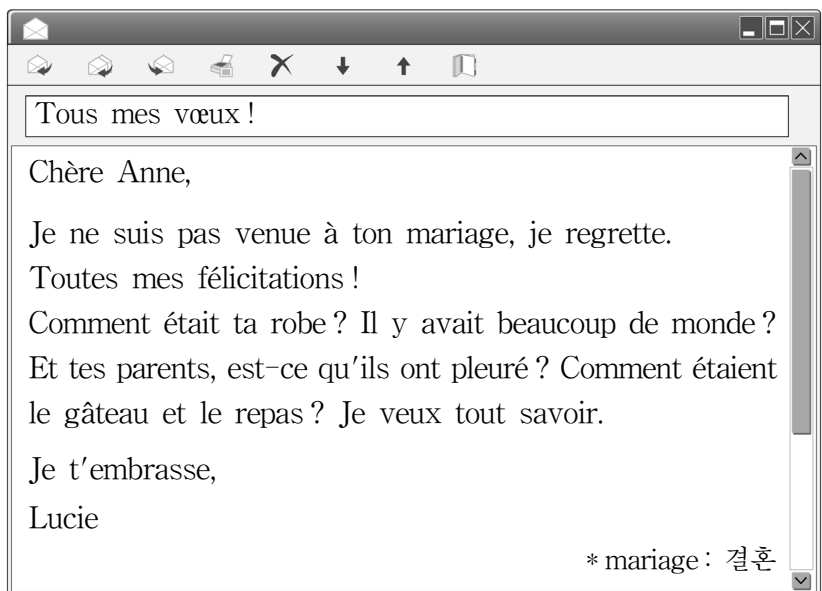 Tous mes vœux !
Chère Anne,
Je ne suis pas venue à ton mariage, je regrette.
Toutes mes félicitations !
Comment était ta robe ? Il y avait beaucoup de monde ?
Et tes parents, est-ce qu'ils ont pleuré ? Comment étaient
le gâteau et le repas ? Je veux tout savoir.
Je t'embrasse,
Lucie
* mariage : 결혼